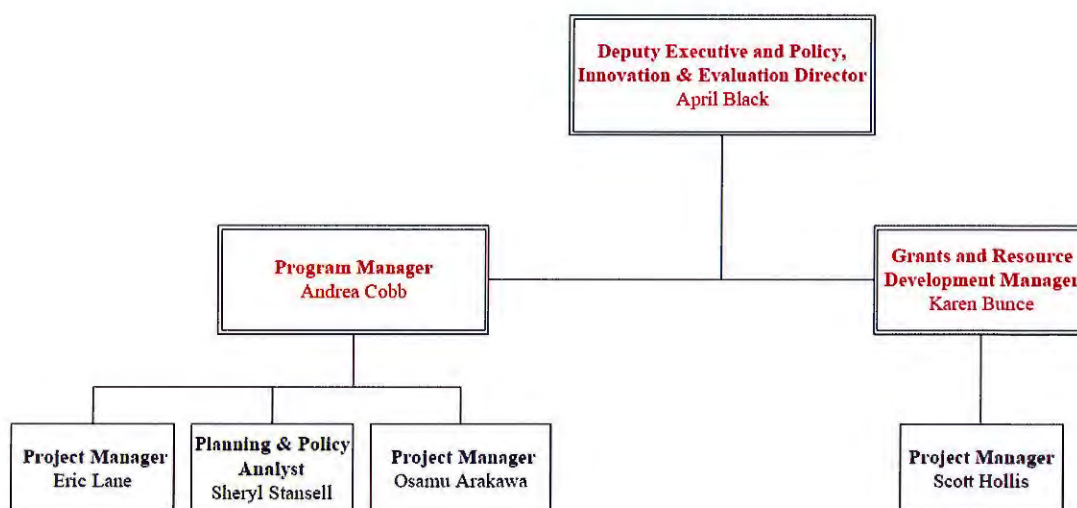 Deputy Executive and Policy,
Innovation & Evaluation Director
April Black
Program Manager
Andrea Cobb
Grants and Resource
Development Manager
Karen Bunce
Project Manager
Eric Lane
Planning & Policy
Analyst
Sheryl Stansell
Project Manager
Osamu Arakawa
Project Manager
Scott Hollis